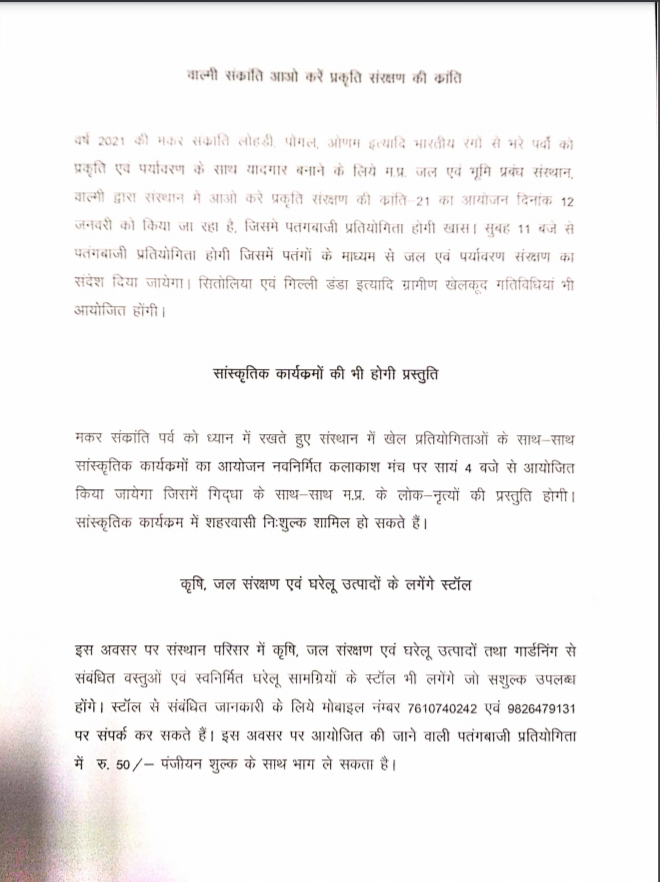 वाल्मी संक्रांति आओ करें प्रकृति संरक्षण की क्रांति
वर्ष 2021 की मकर सकांति लोहडी, पोंगल, ओणम इत्यादि भारतीय रंगो से भरे पर्वों को
प्रकृति एवं पर्यावरण के साथ यादगार बनाने के लिये म.प्र. जल एवं भूमि प्रबंध संस्थान,
वाल्मी द्वारा संस्थान में आओ करे प्रकृति संरक्षण की क्रांति–21 का आयोजन दिनांक 12
जनवरी को किया जा रहा है, जिसमे पतगबाजी प्रतियोगिता होगी खास। सुबह 11 बजे से
पतंगबाजी प्रतियोगिता होगी जिसमें पतंगों के माध्यम से जल एवं पर्यावरण संरक्षण का
संदेश दिया जायेगा। सितोलिया एवं गिल्ली डंडा इत्यादि ग्रामीण खेलकूद गतिविधियां भी
आयोजित होंगी।
सांस्कृतिक कार्यक्रमों की भी होगी प्रस्तुति
मकर संक्रांति पर्व को ध्यान में रखते हुए संस्थान में खेल प्रतियोगिताओं के साथ–साथ
सांस्कृतिक कार्यक्रमों का आयोजन नवनिर्मित कलाकाश मंच पर सायं 4 बजे से आयोजित
किया जायेगा जिसमें गिद्धा के साथ–साथ म.प्र. के लोक–नृत्यों की प्रस्तुति होगी।
सांस्कृतिक कार्यक्रम में शहरवासी निःशुल्क शामिल हो सकते हैं।
कृषि, जल संरक्षण एवं घरेलू उत्पादों के लगेंगे स्टॉल
इस अवसर पर संस्थान परिसर में कृषि, जल संरक्षण एवं घरेलू उत्पादों तथा गार्डनिंग से
संबंधित वस्तुओं एवं स्वनिर्मित घरेलू सामग्रियों के स्टॉल भी लगेंगे जो सशुल्क उपलब्ध
होंगे। स्टॉल से संबंधित जानकारी के लिये मोबाइल नंम्बर 7610740242 एवं 9826479131
पर संपर्क कर सकते हैं। इस अवसर पर आयोजित की जाने वाली पतंगबाजी प्रतियोगिता
में रु. 50/– पंजीयन शुल्क के साथ भाग ले सकता है।